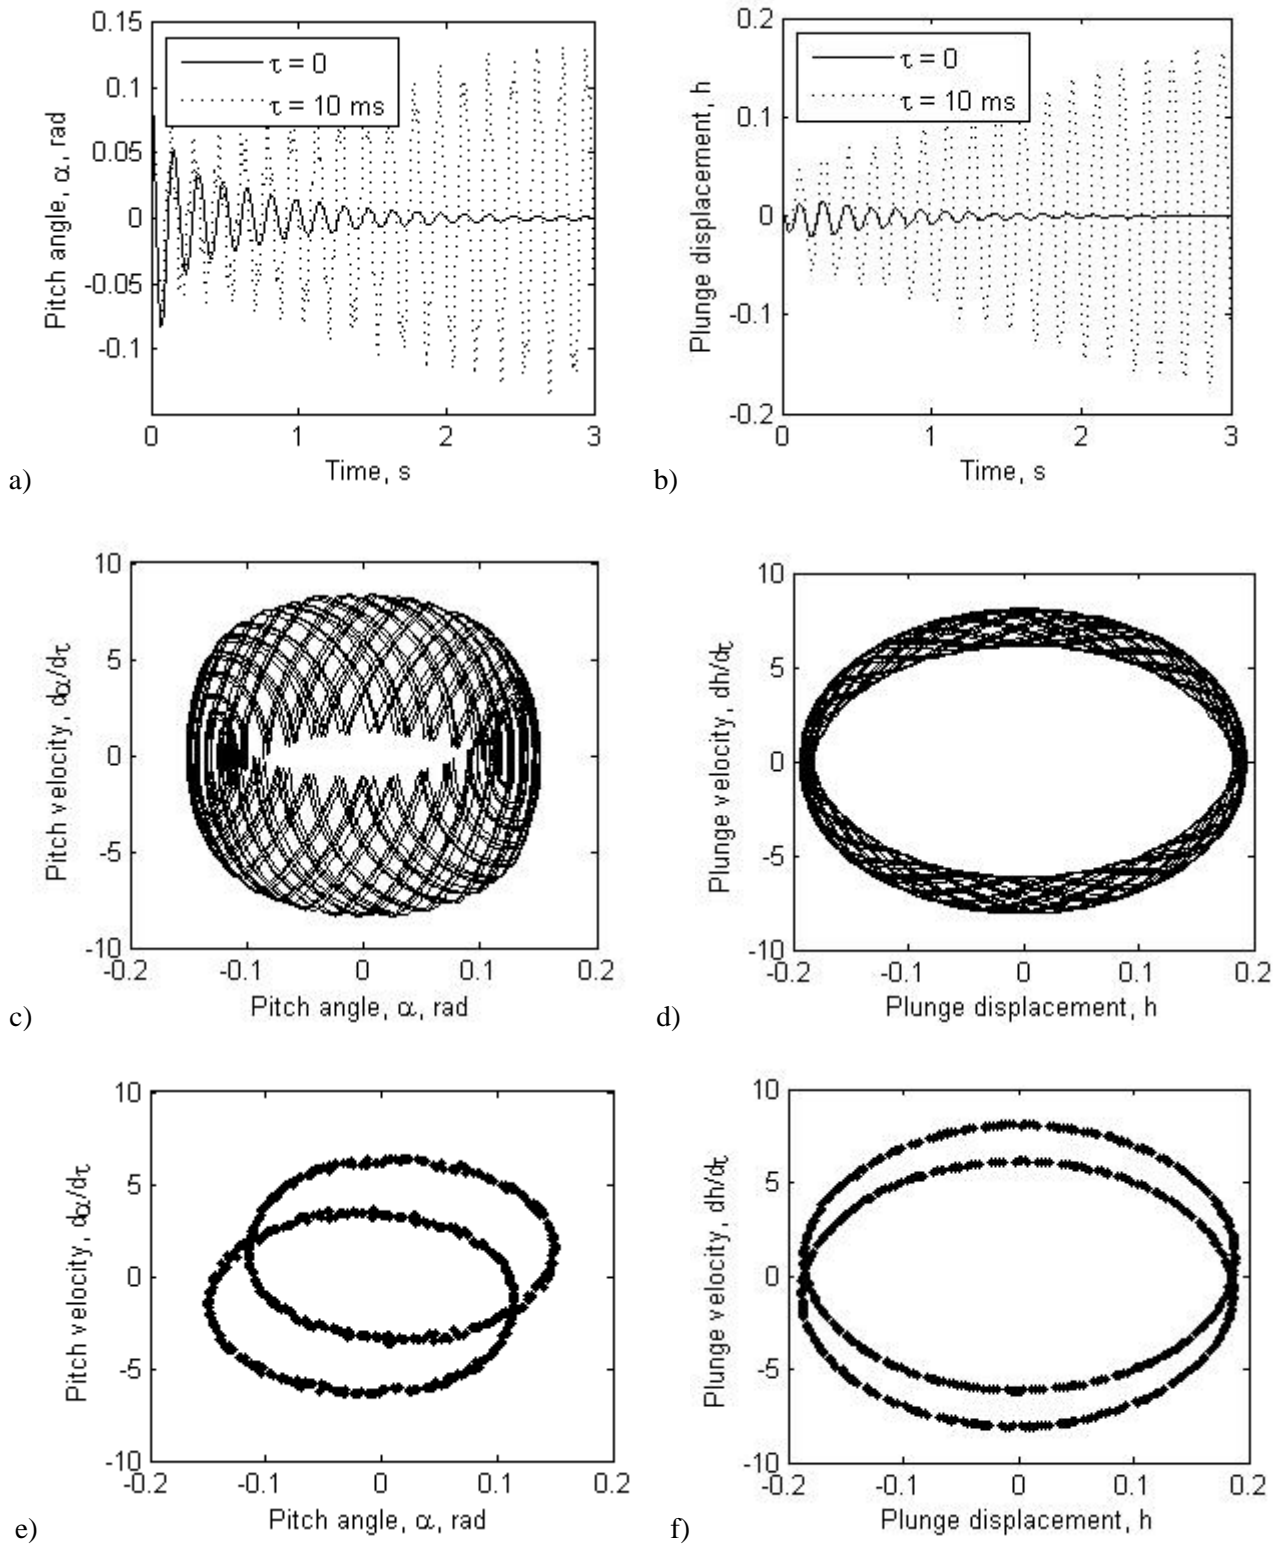 0.15
0.1
0.05
0
-0.05
-0.1
τ = 0
τ = 10 ms
0 1 2 3
Pitch angle, α, rad
Time, s
a)
0.2
0.1
0
-0.1
-0.2
τ = 0
τ = 10 ms
0 1 2 3
Plunge displacement, h
Time, s
b)
10
5
0
-5
-10
-0.2 -0.1 0 0.1 0.2
Pitch velocity, dα/dτ
Pitch angle, α, rad
c)
10
5
0
-5
-10
-0.2 -0.1 0 0.1 0.2
Plunge velocity, dh/dτ
Plunge displacement, h
d)
10
5
0
-5
-10
-0.2 -0.1 0 0.1 0.2
Pitch velocity, dα/dτ
Pitch angle, α, rad
e)
10
5
0
-5
-10
-0.2 -0.1 0 0.1 0.2
Plunge velocity, dh/dτ
Plunge displacement, h
f)